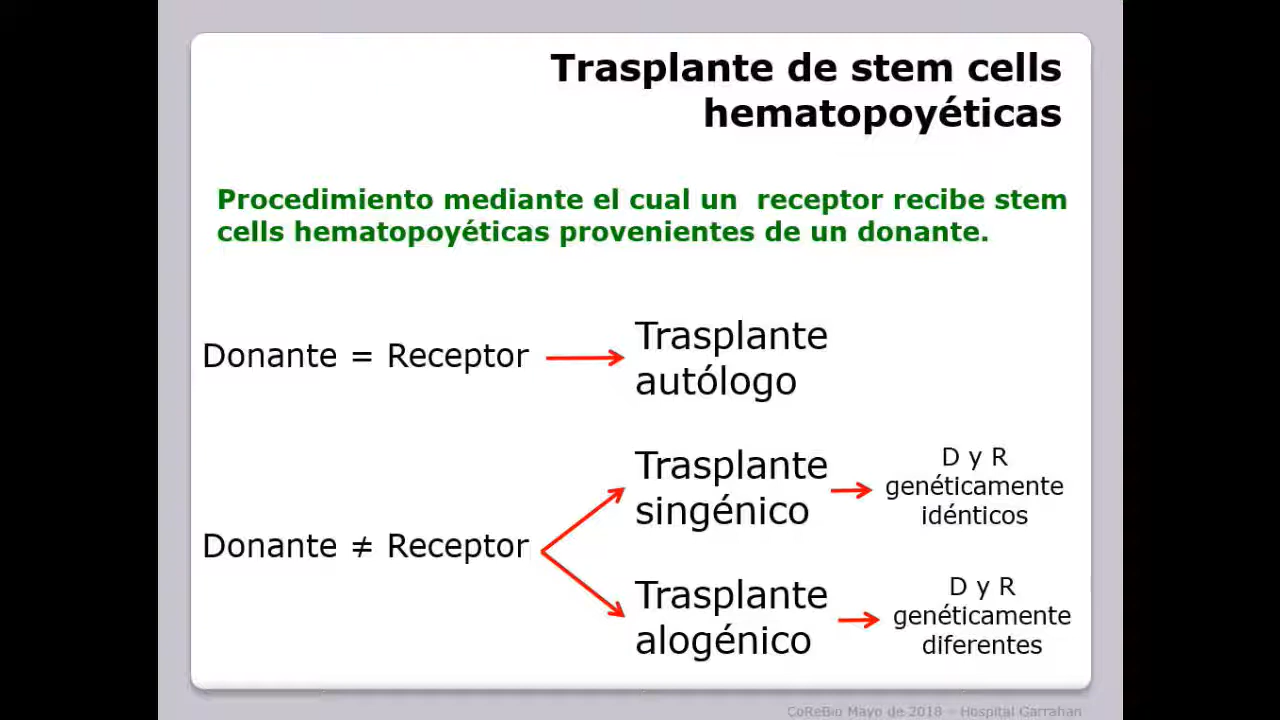 Trasplante de stem cells
hematopoyéticas
Procedimiento mediante el cual un receptor recibe stem
cells hematopoyéticas provenientes de un donante.
Donante = Receptor
Trasplante
autólogo
Donante ≠ Receptor
Trasplante
singénico
D y R
genéticamente
idénticos
Trasplante
alogénico
D y R
genéticamente
diferentes
CoReBio Mayo de 2018 – Hospital Garrahan